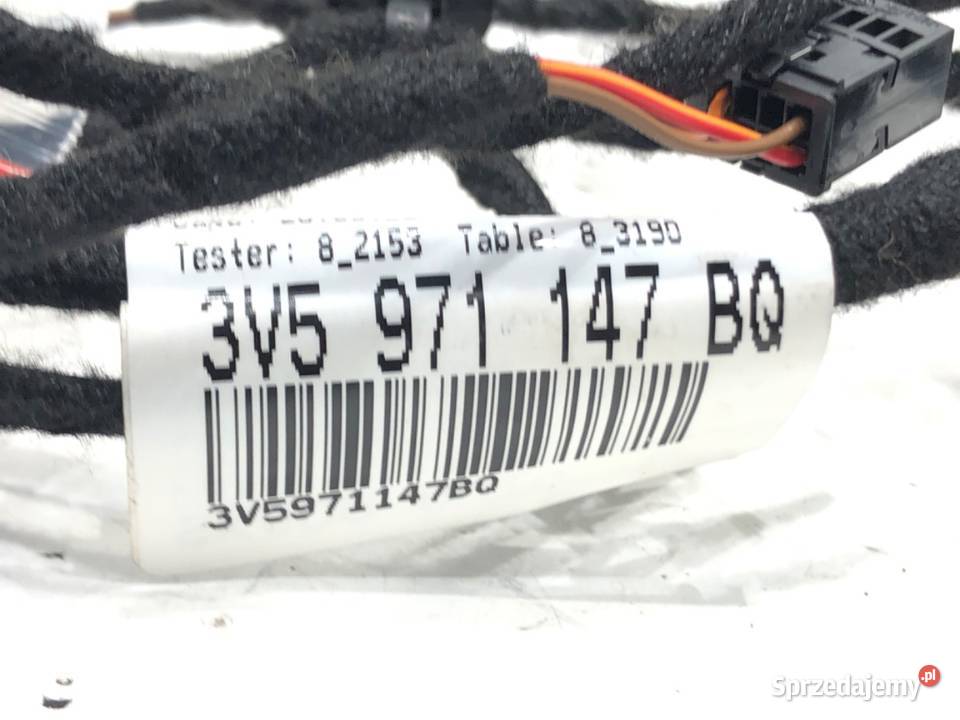 Tester: 8_2153 Table: 8_3190
3V5 971 147 BQ
3V5971147BQ
Sprzedajemy.pl